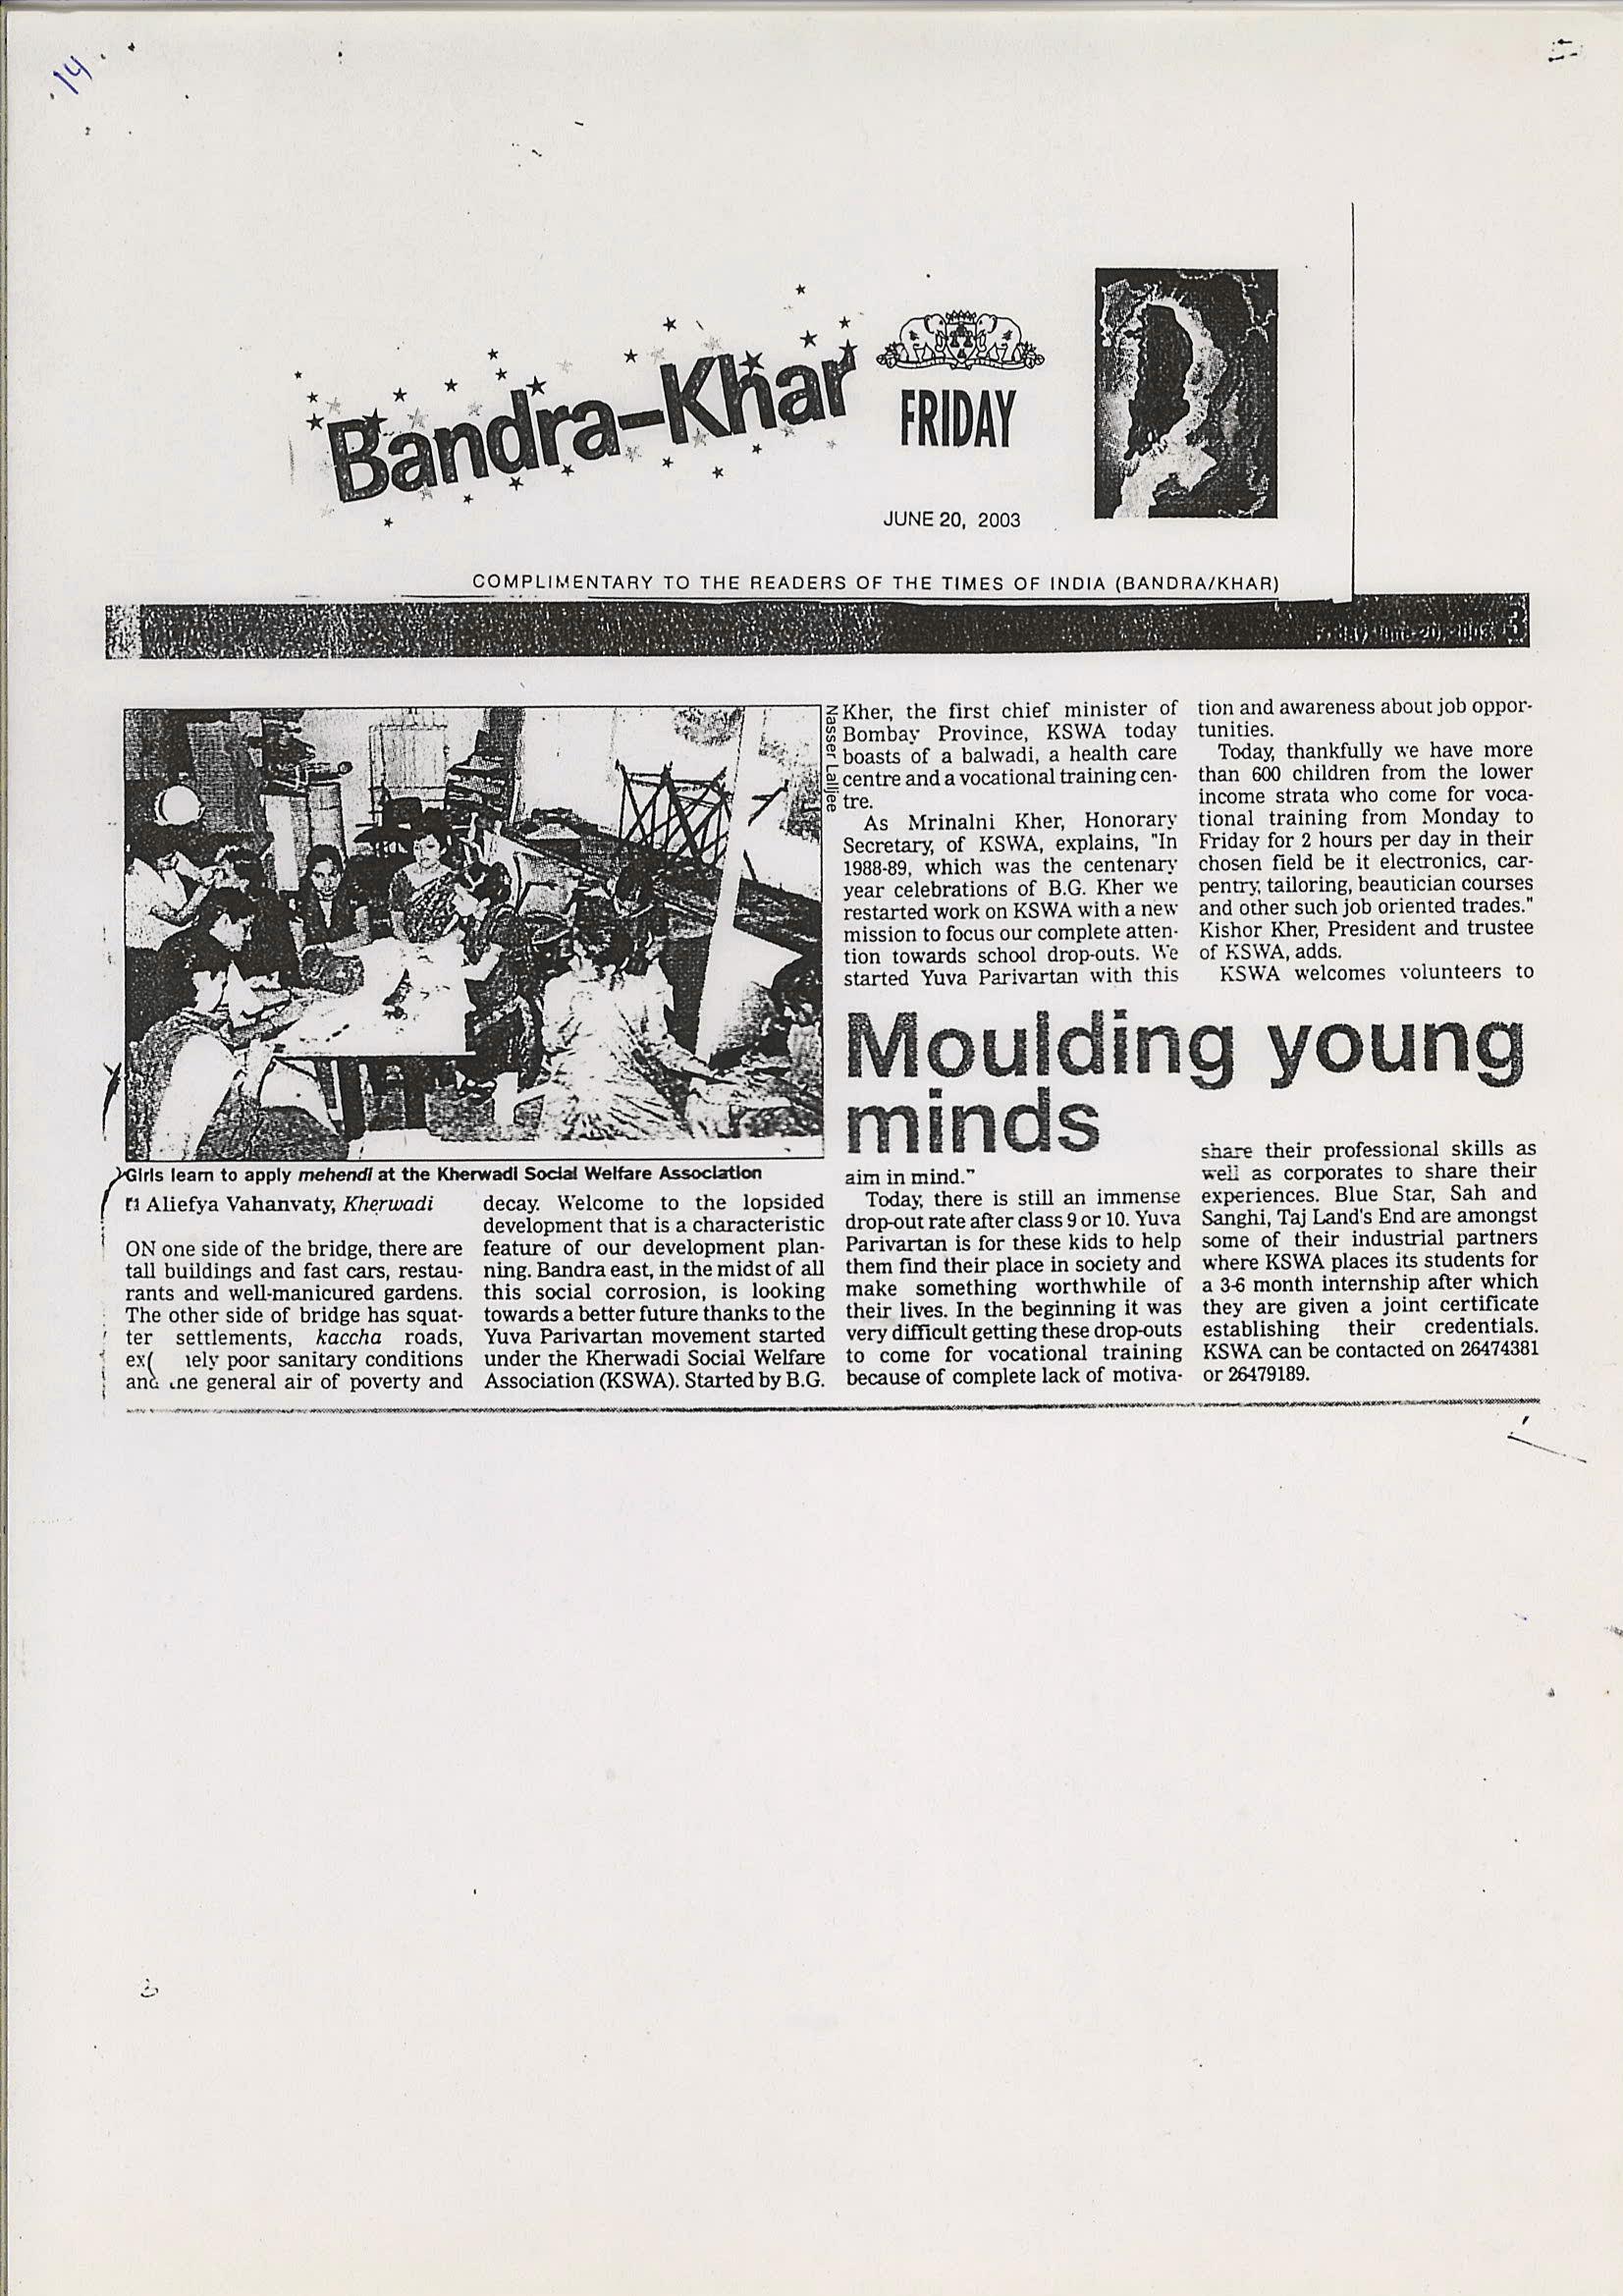 14
Bandra-Khar
FRIDAY
JUNE 20, 2003
COMPLIMENTARY TO THE READERS OF THE TIMES OF INDIA (BANDRA/KHAR)
Friday June 20, 2003 3
Nasser Lalljee
Girls learn to apply mehendi at the Kherwadi Social Welfare Association
Moulding young
minds
Aliefya Vahanvaty, Kherwadi
ON one side of the bridge, there are
tall buildings and fast cars, restau-
rants and well-manicured gardens.
The other side of bridge has squat-
ter settlements, kaccha roads,
poor sanitary conditions
general air of poverty and
decay. Welcome to the lopsided
development that is a characteristic
feature of our development plan-
ning. Bandra east, in the midst of all
this social corrosion, is looking
towards a better future thanks to the
Yuva Parivartan movement started
under the Kherwadi Social Welfare
Association (KSWA). Started by B.G.
Kher, the first chief minister of
Bombay Province, KSWA today
boasts of a balwadi, a health care
centre and a vocational training cen-
tre.
As Mrinalni Kher, Honorary
Secretary, of KSWA, explains, "In
1988-89, which was the centenary
year celebrations of B.G. Kher we
restarted work on KSWA with a new
mission to focus our complete atten-
tion towards school drop-outs. We
started Yuva Parivartan with this
aim in mind."
Today, there is still an immense
drop-out rate after class 9 or 10. Yuva
Parivartan is for these kids to help
them find their place in society and
make something worthwhile of
their lives. In the beginning it was
very difficult getting these drop-outs
to come for vocational training
because of complete lack of motiva-
tion and awareness about job oppor-
tunities.
Today, thankfully we have more
than 600 children from the lower
income strata who come for voca-
tional training from Monday to
Friday for 2 hours per day in their
chosen field be it electronics, car-
pentry, tailoring, beautician courses
and other such job oriented trades."
Kishor Kher, President and trustee
of KSWA, adds.
KSWA welcomes volunteers to
share their professional skills as
well as corporates to share their
experiences. Blue Star, Sah and
Sanghi, Taj Land's End are amongst
some of their industrial partners
where KSWA places its students for
a 3-6 month internship after which
they are given a joint certificate
establishing their credentials.
KSWA can be contacted on 26474381
or 26479189.